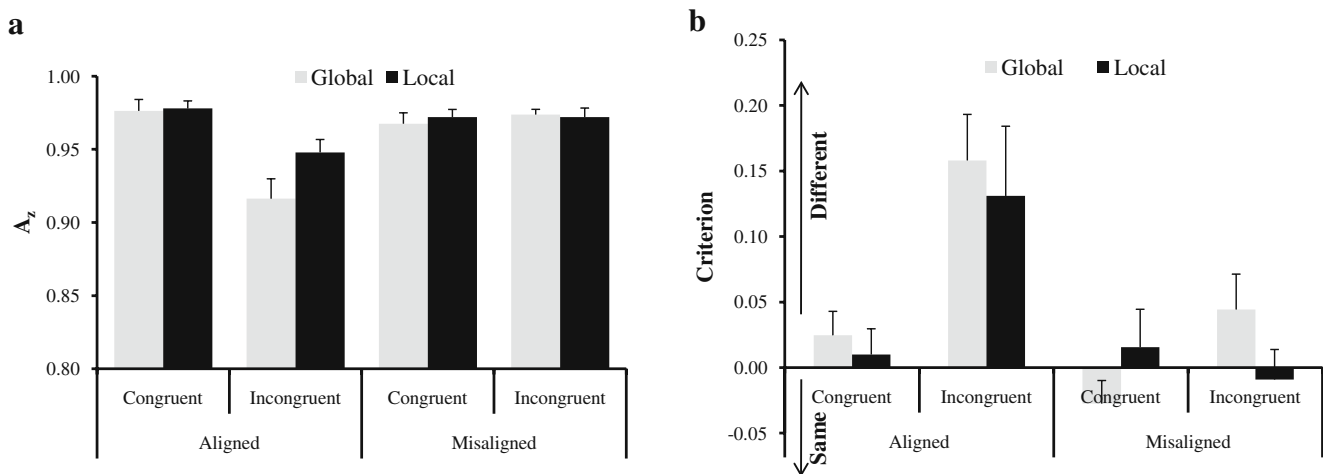 a
Global Local
1.00
0.95
0.90
0.85
0.80
A_z
Congruent Incongruent Congruent Incongruent
Aligned Misaligned
b
Global Local
0.25
0.20
0.15
0.10
0.05
0.00
-0.05
Criterion
Different
Same
Congruent Incongruent Congruent Incongruent
Aligned Misaligned